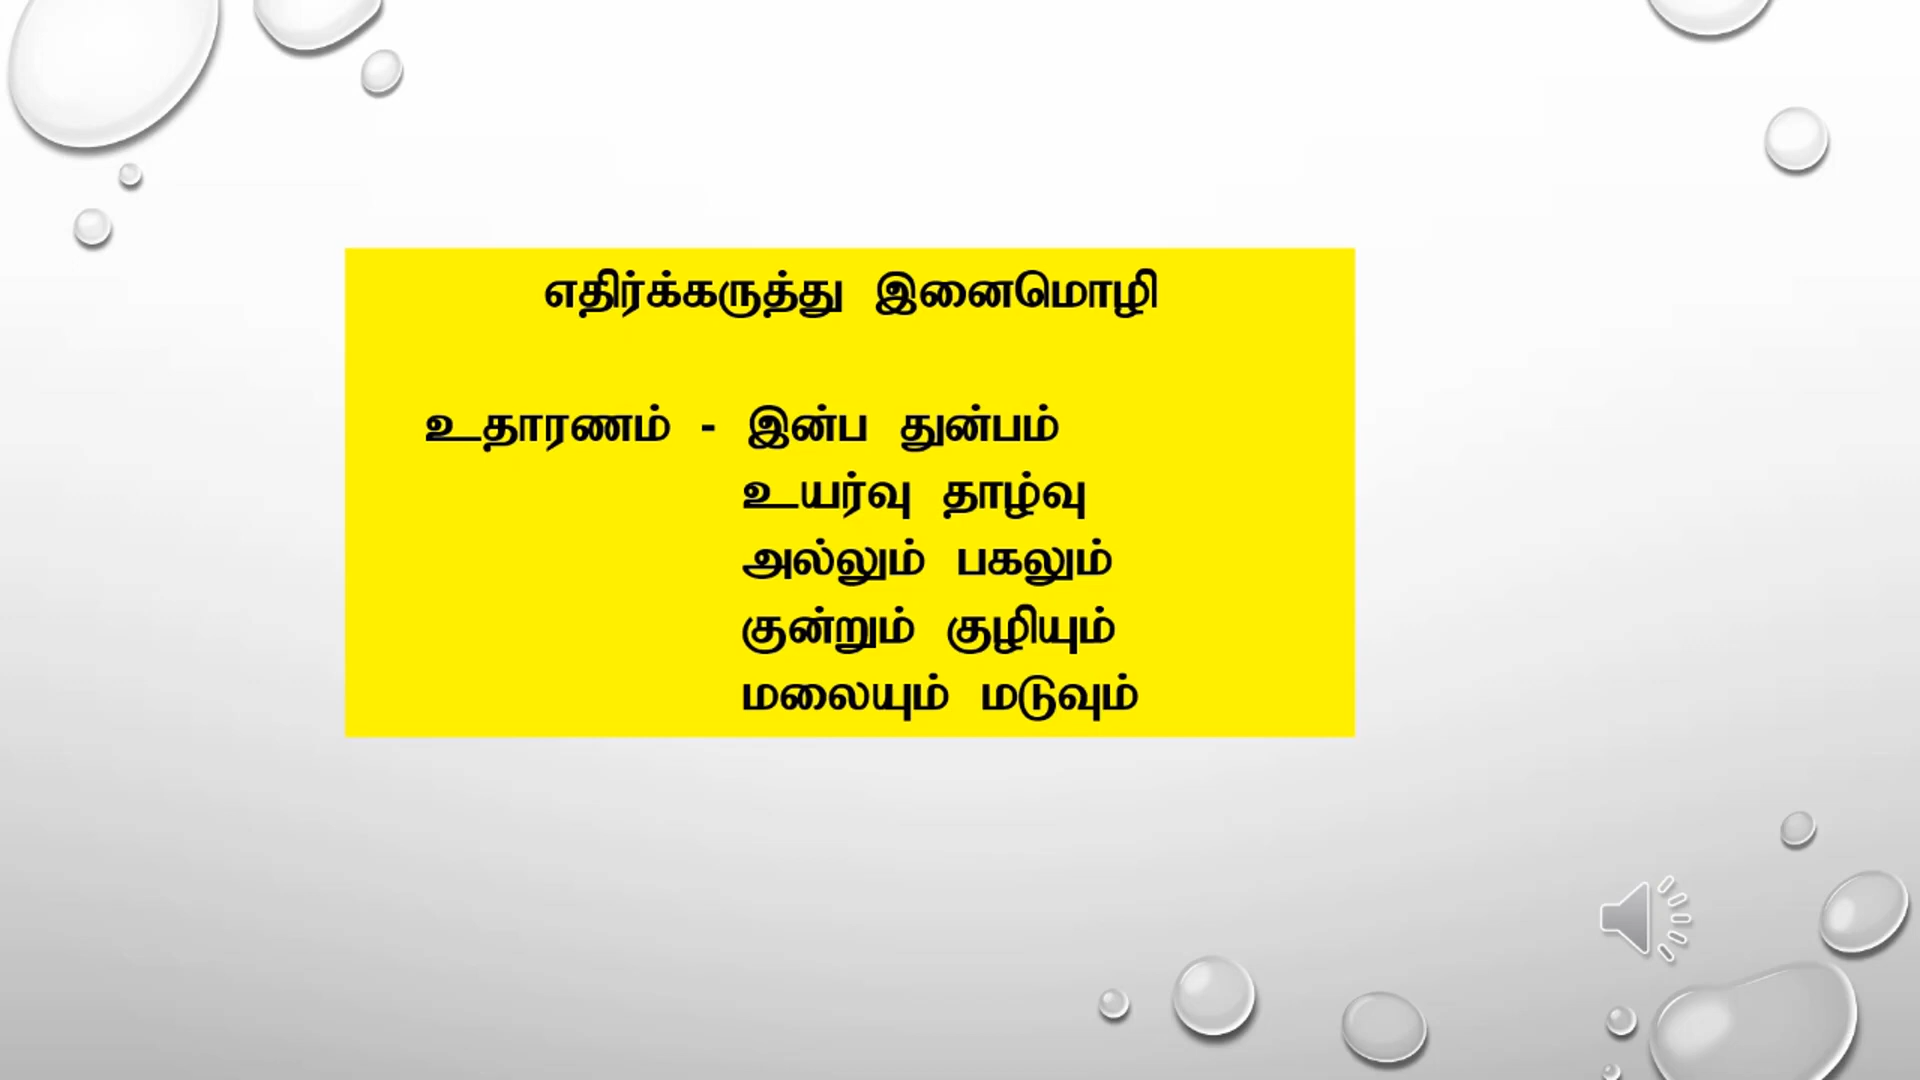 எதிர்க்கருத்து இனைமொழி
உதாரணம் - இன்ப துன்பம்
உயர்வு தாழ்வு
அல்லும் பகலும்
குன்றும் குழியும்
மலையும் மடுவும்